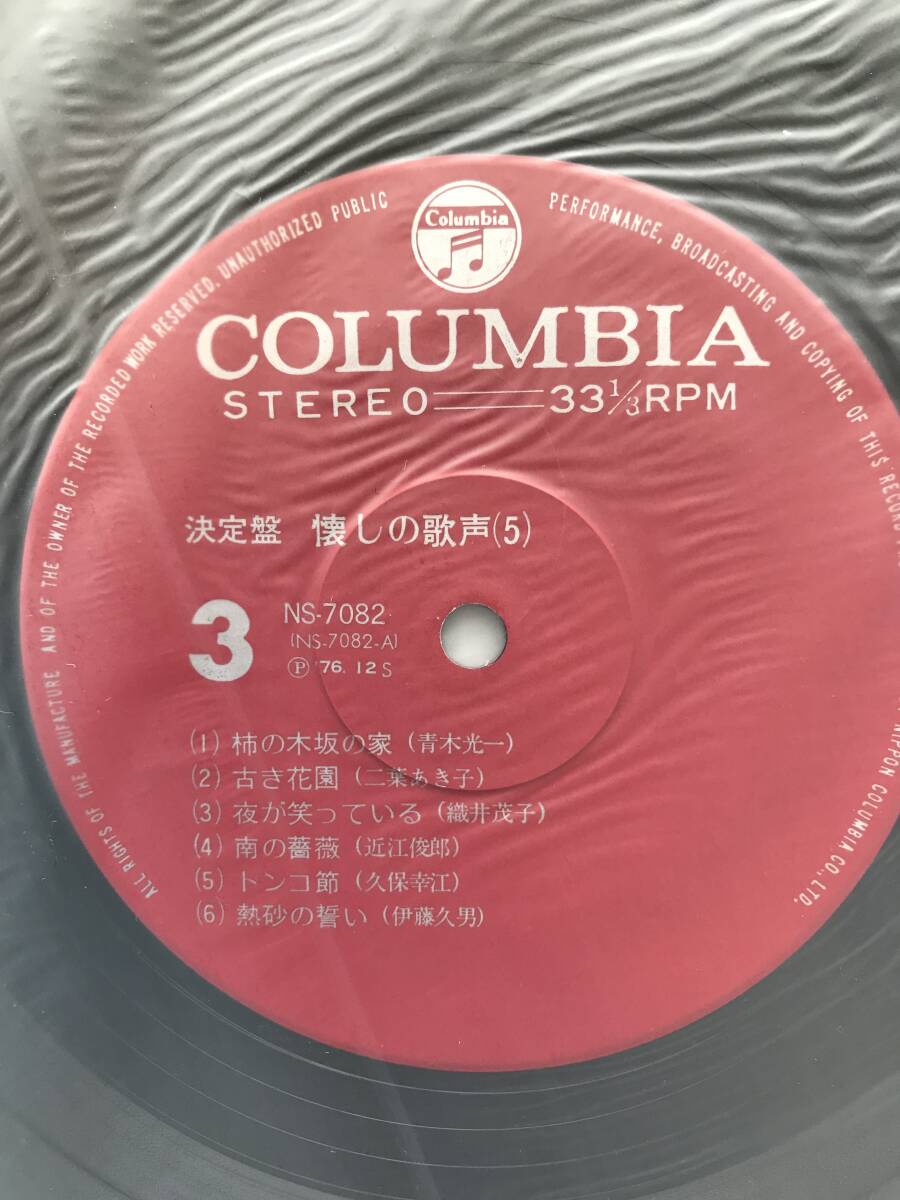 Columbia
COLUMBIA
STEREO 33 1/3 RPM
決定盤 懐しの歌声(5)
3
NS-7082
(NS-7082-A)
Ⓟ '76. 12 S
(1) 柿の木坂の家 (青木光一)
(2) 古き花園 (二葉あき子)
(3) 夜が笑っている (織井茂子)
(4) 南の薔薇 (近江俊郎)
(5) トンコ節 (久保幸江)
(6) 熱砂の誓い (伊藤久男)
ALL RIGHTS OF THE MANUFACTURE AND OF THE OWNER OF THE RECORDED WORK RESERVED. UNAUTHORIZED PUBLIC PERFORMANCE, BROADCASTING AND COPYING OF THIS RECORD
NIPPON COLUMBIA CO., LTD.